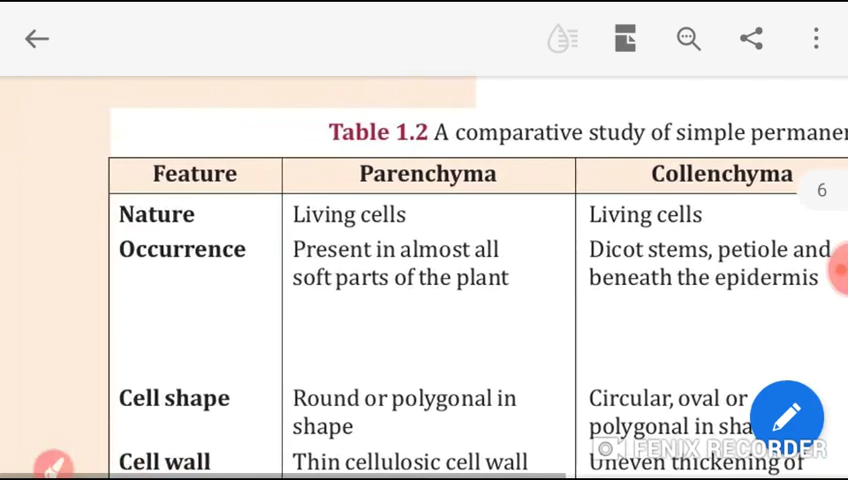 Table 1.2 A comparative study of simple
Feature Parenchyma Collenchyma
6
Nature Living cells Living cells
Occurrence Present in almost all Dicot stems, petiole and
soft parts of the plant beneath the epidermis
Cell shape Round or polygonal in Circular, oval or
shape polygonal in
Cell wall Thin cellulosic cell wall Uneven thickening of
FENIX RECORDER